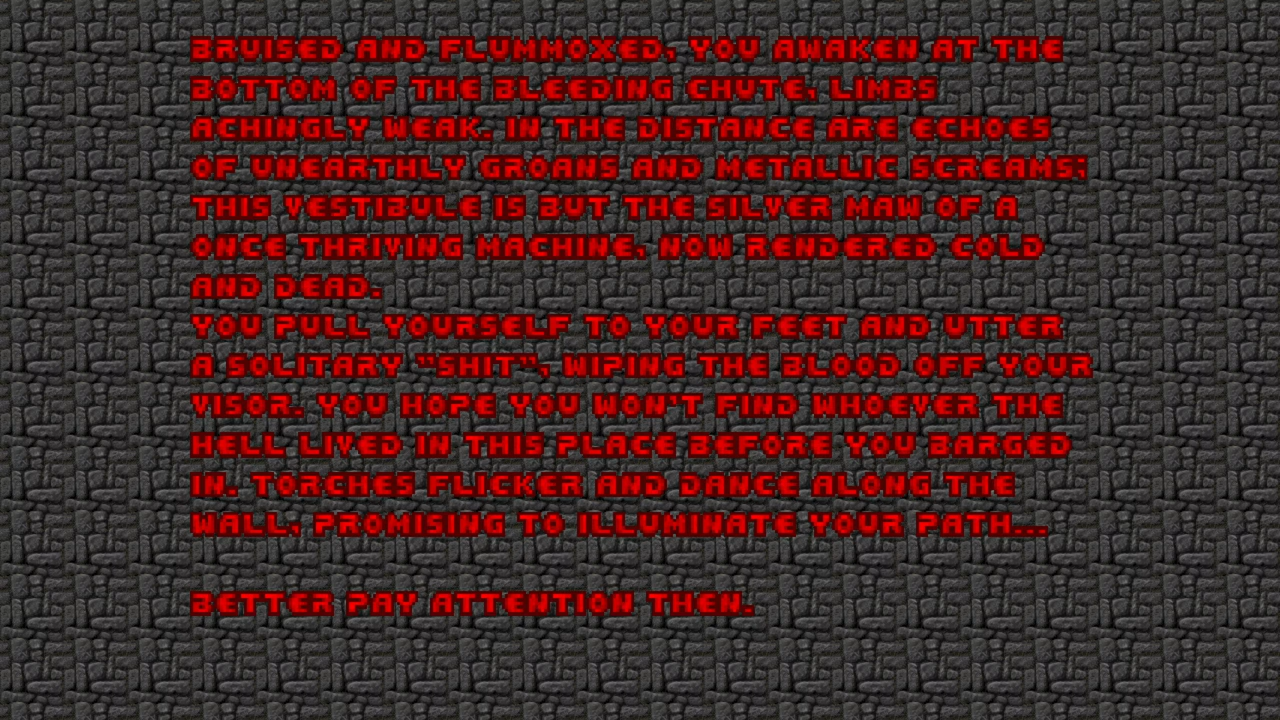 BRUISED AND FLUMMOXED, YOU AWAKEN AT THE
BOTTOM OF THE BLEEDING CHUTE, LIMBS
ACHINGLY WEAK. IN THE DISTANCE ARE ECHOES
OF UNEARTHLY GROANS AND METALLIC SCREAMS;
THIS VESTIBULE IS BUT THE SILVER MAW OF A
ONCE THRIVING MACHINE, NOW RENDERED COLD
AND DEAD.
YOU PULL YOURSELF TO YOUR FEET AND UTTER
A SOLITARY "SHIT", WIPING THE BLOOD OFF YOUR
VISOR. YOU HOPE YOU WON'T FIND WHOEVER THE
HELL LIVED IN THIS PLACE BEFORE YOU BARGED
IN. TORCHES FLICKER AND DANCE ALONG THE
WALL, PROMISING TO ILLUMINATE YOUR PATH...
BETTER PAY ATTENTION THEN.